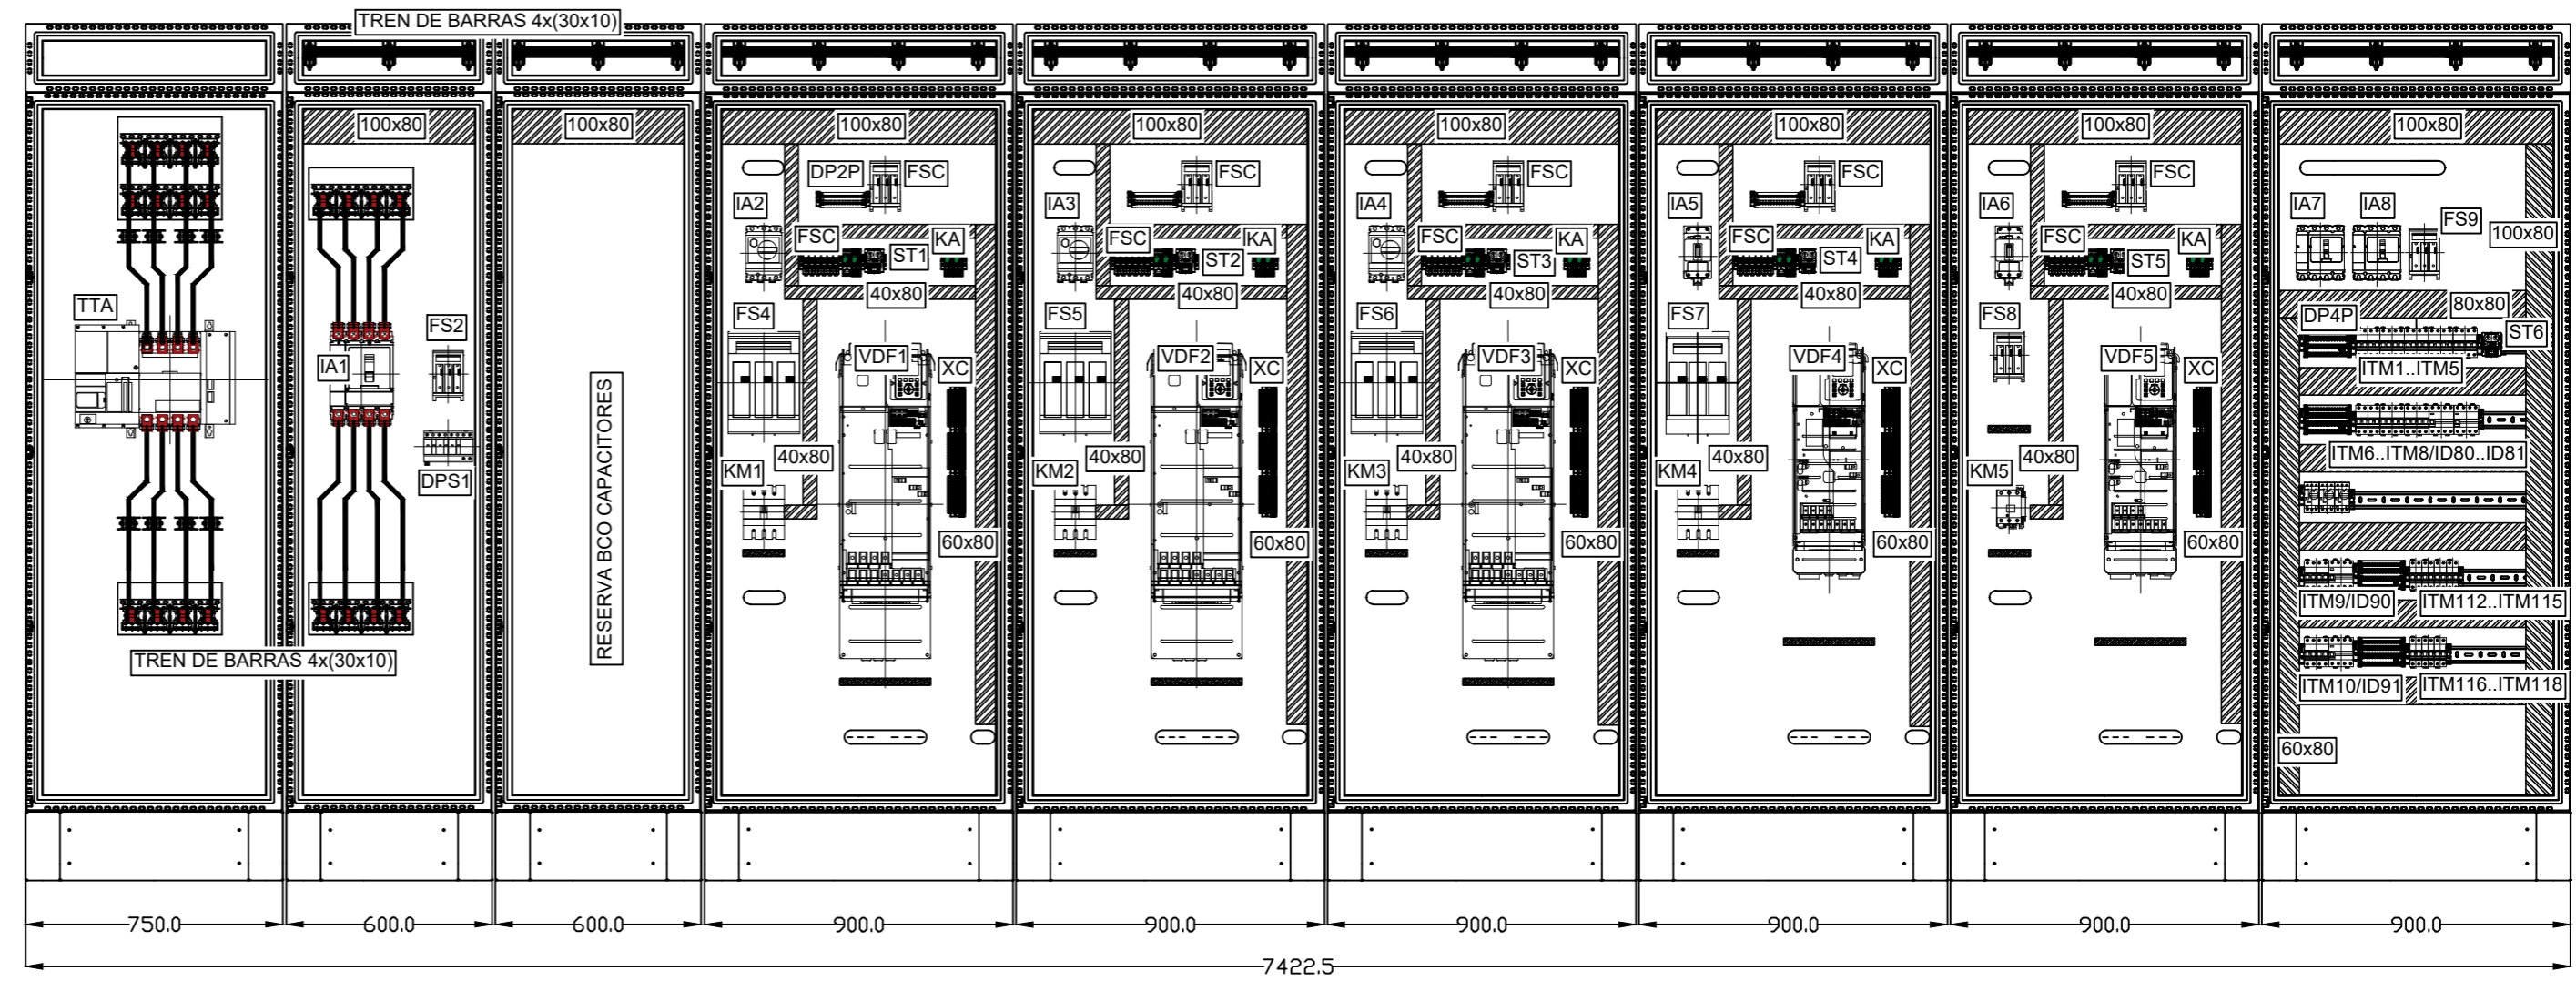 TREN DE BARRAS 4x(30x10)
100x80
100x80
100x80
100x80
100x80
100x80
100x80
100x80
DP2P
FSC
FSC
FSC
FSC
FSC
IA2
IA3
IA4
IA5
IA6
IA7
IA8
FS9
100x80
FSC
ST1
KA
FSC
ST2
KA
FSC
ST3
KA
FSC
ST4
KA
FSC
ST5
KA
40x80
40x80
40x80
40x80
40x80
80x80
TTA
FS2
FS4
FS5
FS6
FS7
FS8
DP4P
ST6
IA1
VDF1
XC
VDF2
XC
VDF3
XC
VDF4
XC
VDF5
XC
ITM1..ITM5
RESERVA BCO CAPACITORES
DPS1
KM1
40x80
KM2
40x80
KM3
40x80
KM4
40x80
KM5
40x80
ITM6..ITM8/ID80..ID81
60x80
60x80
60x80
60x80
60x80
ITM9/ID90
ITM112..ITM115
TREN DE BARRAS 4x(30x10)
ITM10/ID91
ITM116..ITM118
60x80
750.0
600.0
600.0
900.0
900.0
900.0
900.0
900.0
900.0
7422.5